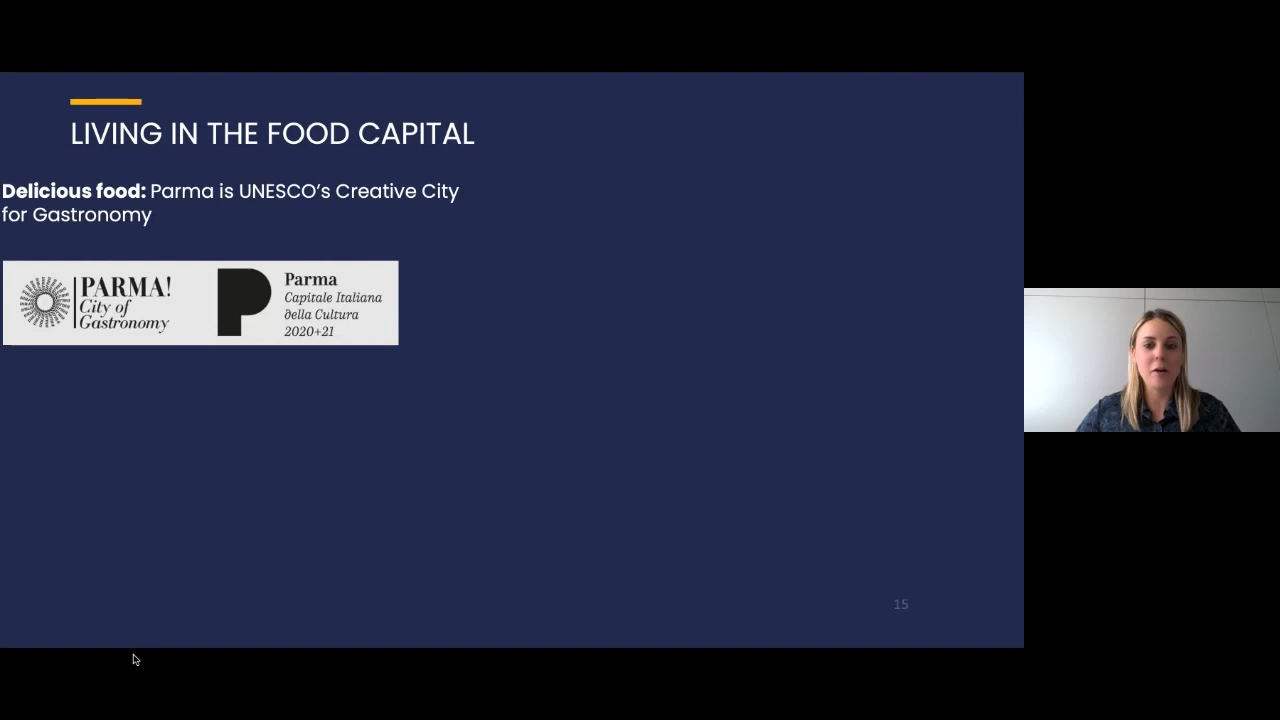 LIVING IN THE FOOD CAPITAL
Delicious food: Parma is UNESCO’s Creative City
for Gastronomy
PARMA!
City of
Gastronomy
Parma
Capitale Italiana
della Cultura
2020+21
15